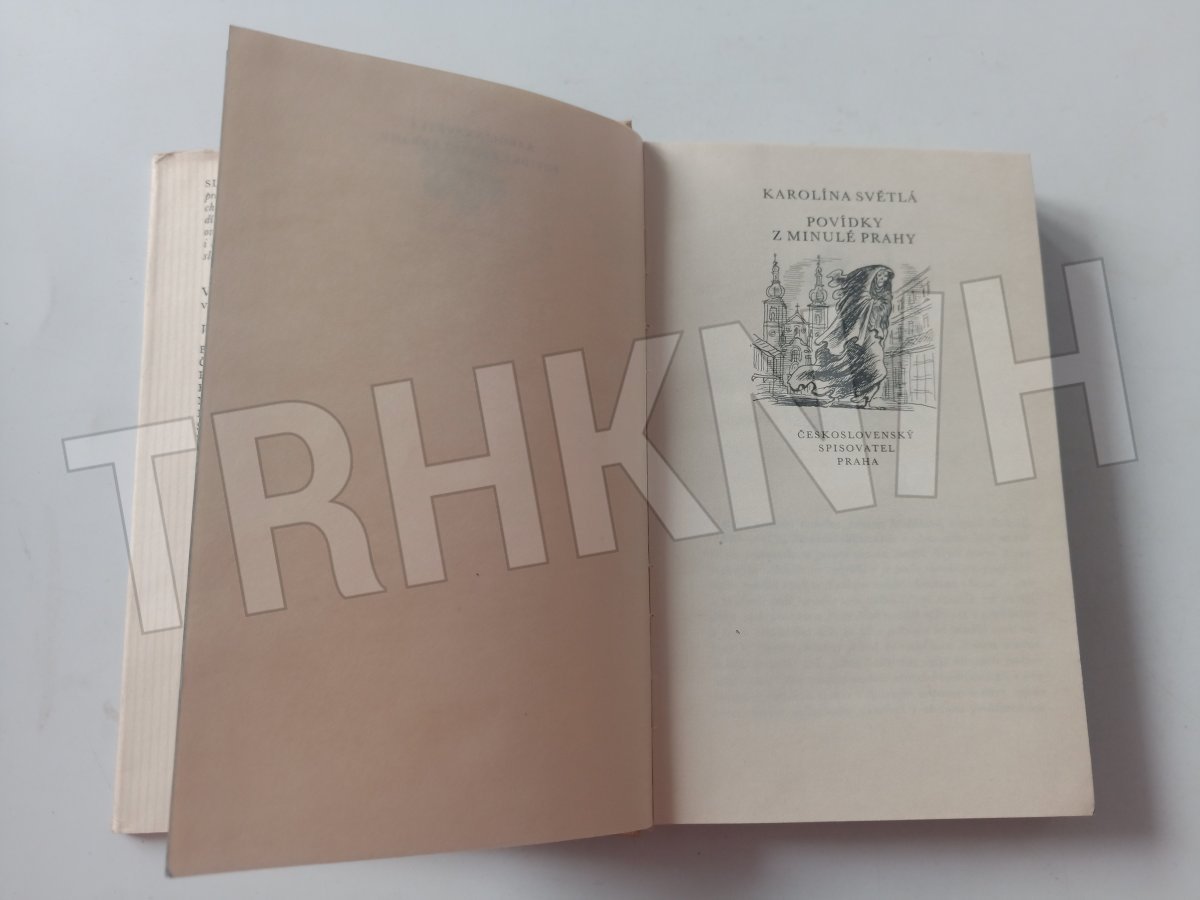 KAROLÍNA SVĚTLÁ
POVÍDKY
Z MINULÉ PRAHY
ČESKOSLOVENSKÝ
SPISOVATEL
PRAHA
TRHKNIH